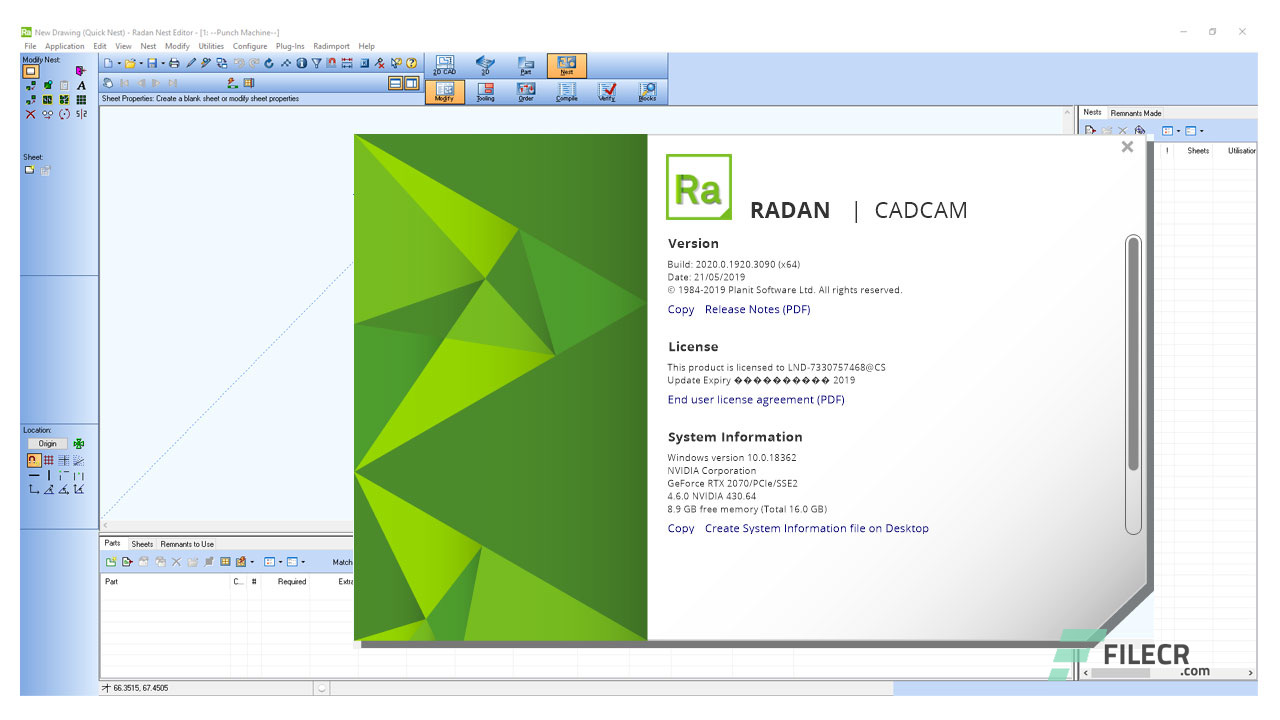 Ra New Drawing (Quick Nest) - Radan Nest Editor - [1: --Punch Machine--]
File Application Edit View Nest Modify Utilities Configure Plug-Ins Radimport Help
Modify Nest:
2D CAD 2D Part Nest
Modify Tooling Order Compile Verify Blocks
Sheet Properties: Create a blank sheet or modify sheet properties
Sheet:
Location:
Origin
Nests Remnants Made
! Sheets Utilisation
Ra
RADAN | CADCAM
Version
Build: 2020.0.1920.3090 (x64)
Date: 21/05/2019
© 1984-2019 Planit Software Ltd. All rights reserved.
Copy Release Notes (PDF)
License
This product is licensed to LND-7330757468@CS
Update Expiry ����������� 2019
End user license agreement (PDF)
System Information
Windows version 10.0.18362
NVIDIA Corporation
GeForce RTX 2070/PCIe/SSE2
4.6.0 NVIDIA 430.64
8.9 GB free memory (Total 16.0 GB)
Copy Create System Information file on Desktop
Parts Sheets Remnants to Use
Match
Part C... # Required Extra
66.3515, 67.4505
FILECR
.com